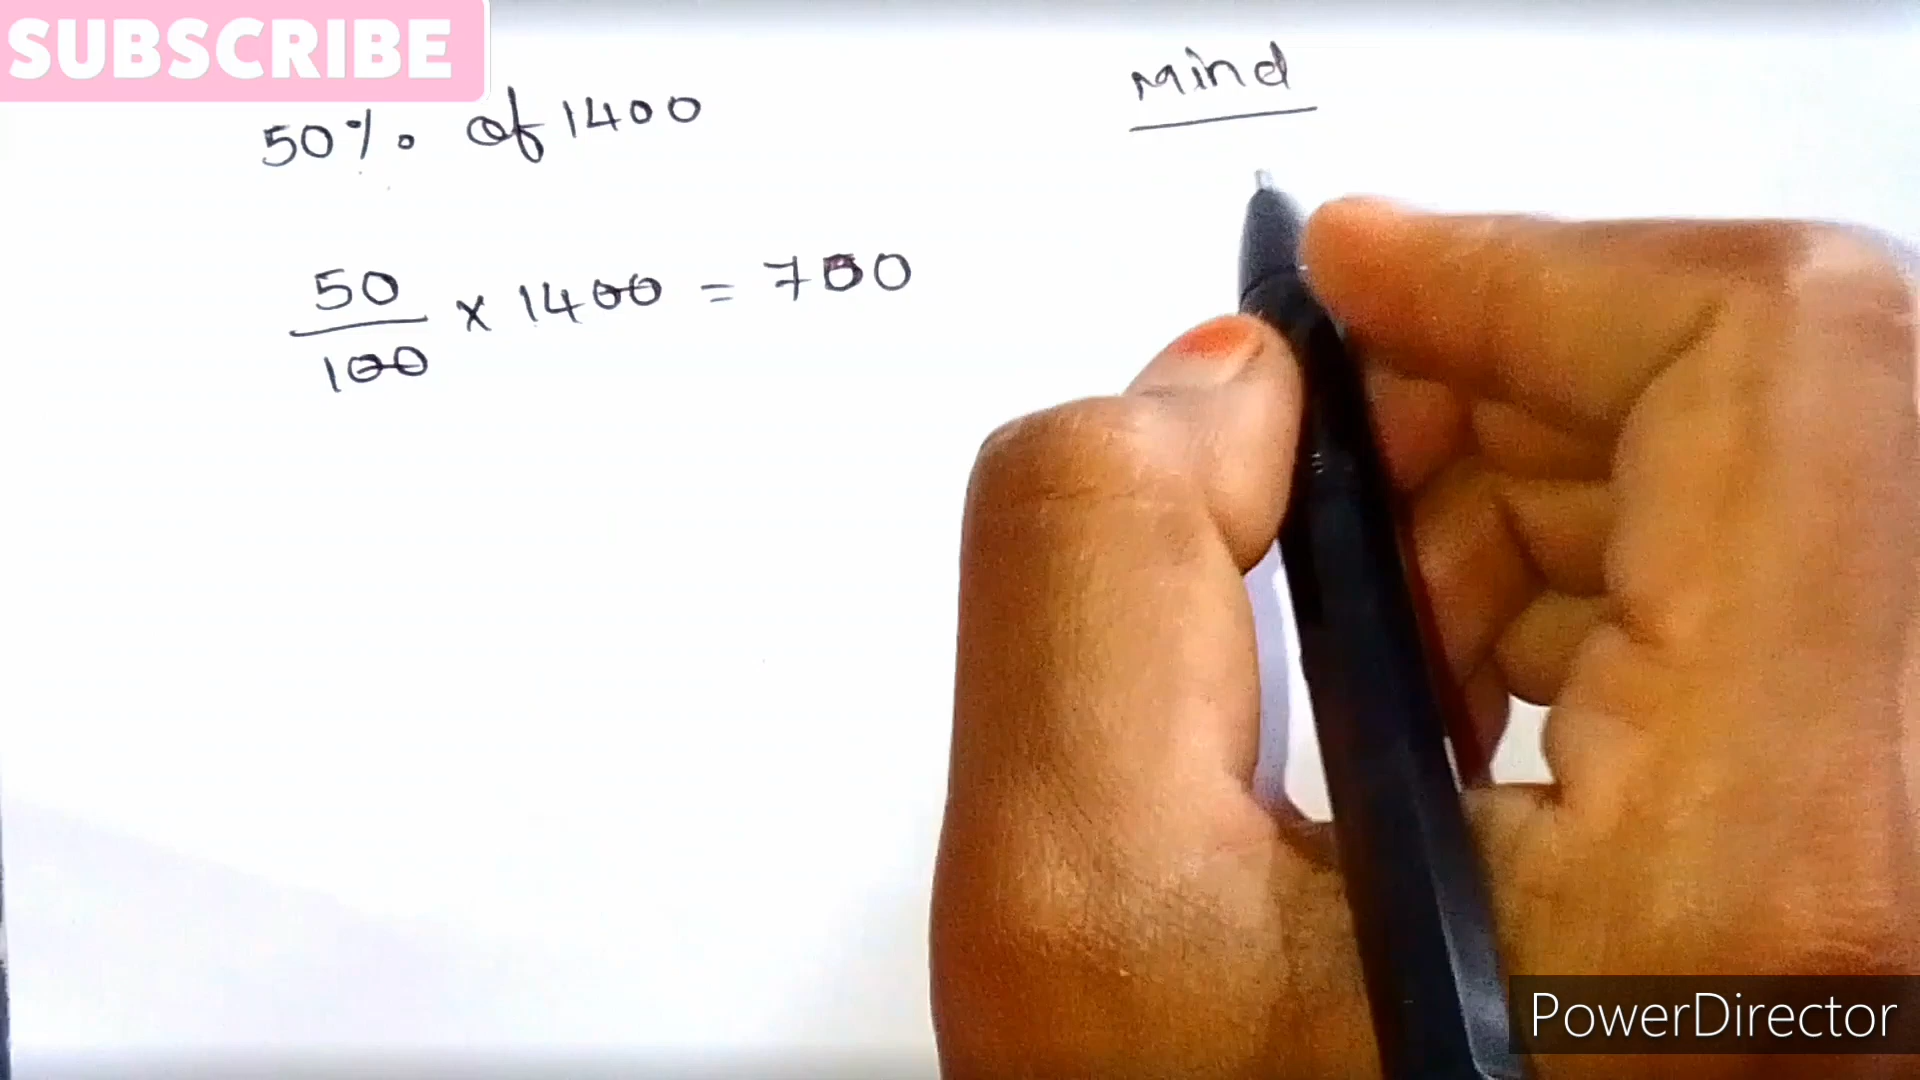 SUBSCRIBE
50% of 1400
Mind
50/100 x 1400 = 700
PowerDirector